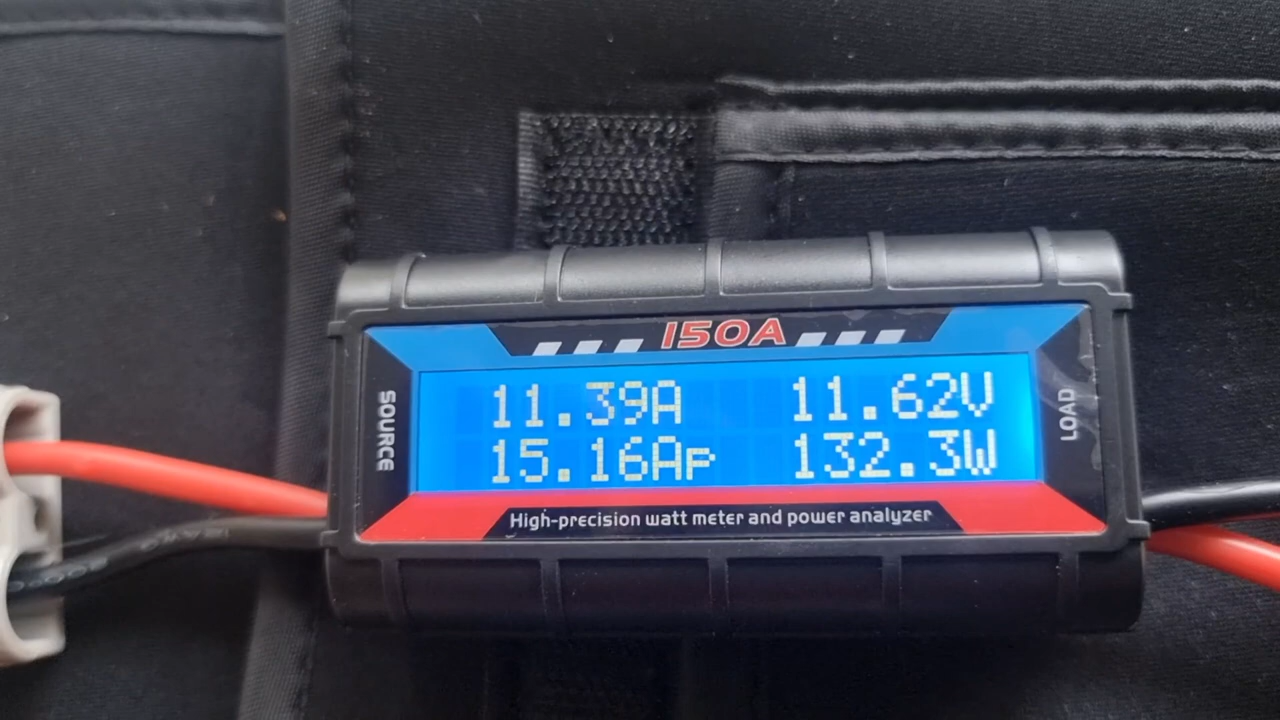 150A
SOURCE
11.39A 11.62V
15.16Ap 132.3W
LOAD
High-precision watt meter and power analyzer